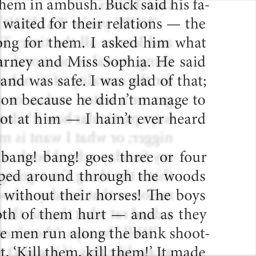 hem in ambush. Buck said his fa-
waited for their relations — the
ong for them. I asked him what
arney and Miss Sophia. He said
and was safe. I was glad of that;
on because he didn't manage to
ot at him — I hain't ever heard
bang! bang! goes three or four
ped around through the woods
without their horses! The boys
oth of them hurt — and as they
e men run along the bank shoot-
t, 'Kill them, kill them!' It made